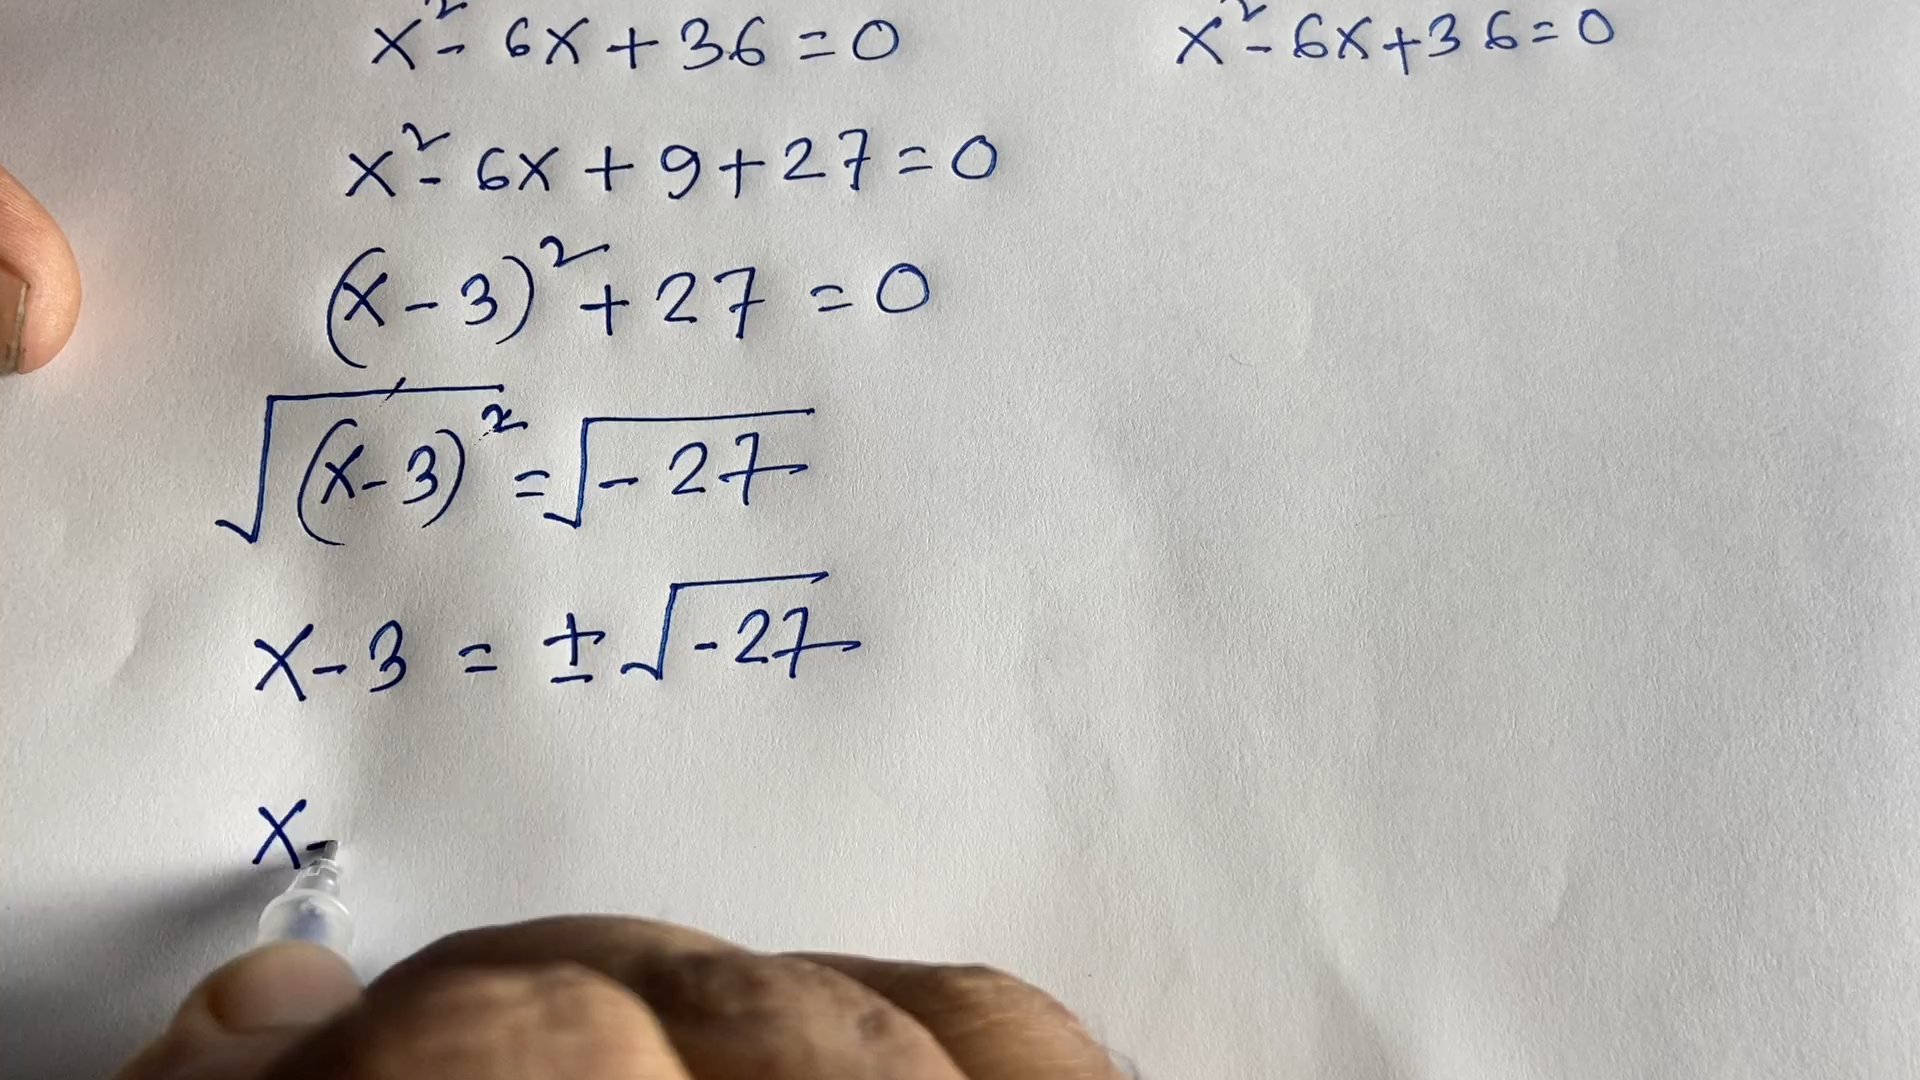 x² - 6x + 36 = 0
x² - 6x + 36 = 0
x² - 6x + 9 + 27 = 0
(x - 3)² + 27 = 0
√(x - 3)² = √-27
x - 3 = ± √-27
x -